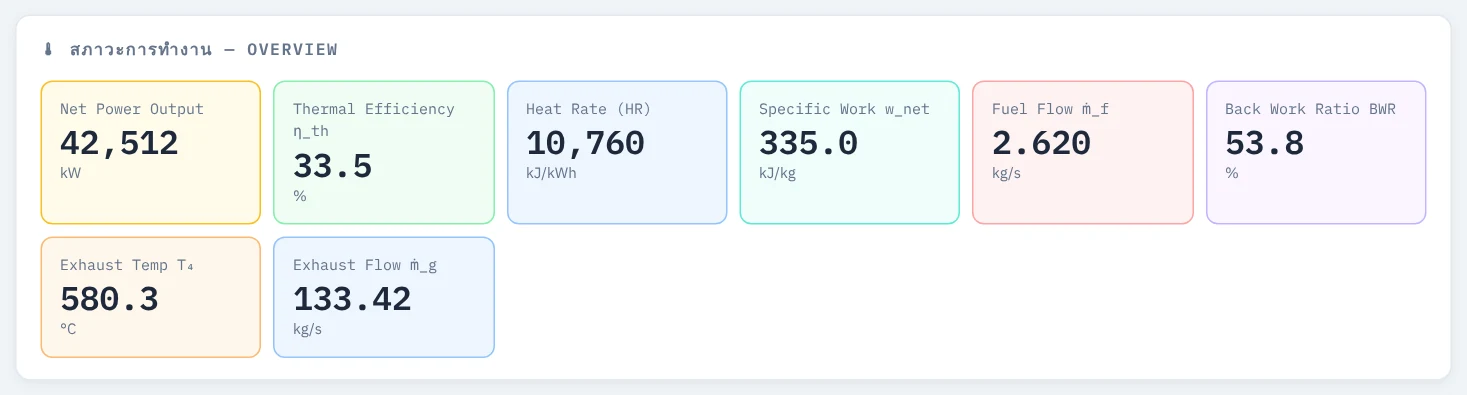 🌡 สภาวะการทำงาน — OVERVIEW
Net Power Output
42,512
kW
Thermal Efficiency
η_th
33.5
%
Heat Rate (HR)
10,760
kJ/kWh
Specific Work w_net
335.0
kJ/kg
Fuel Flow ṁ_f
2.620
kg/s
Back Work Ratio BWR
53.8
%
Exhaust Temp T₄
580.3
°C
Exhaust Flow ṁ_g
133.42
kg/s